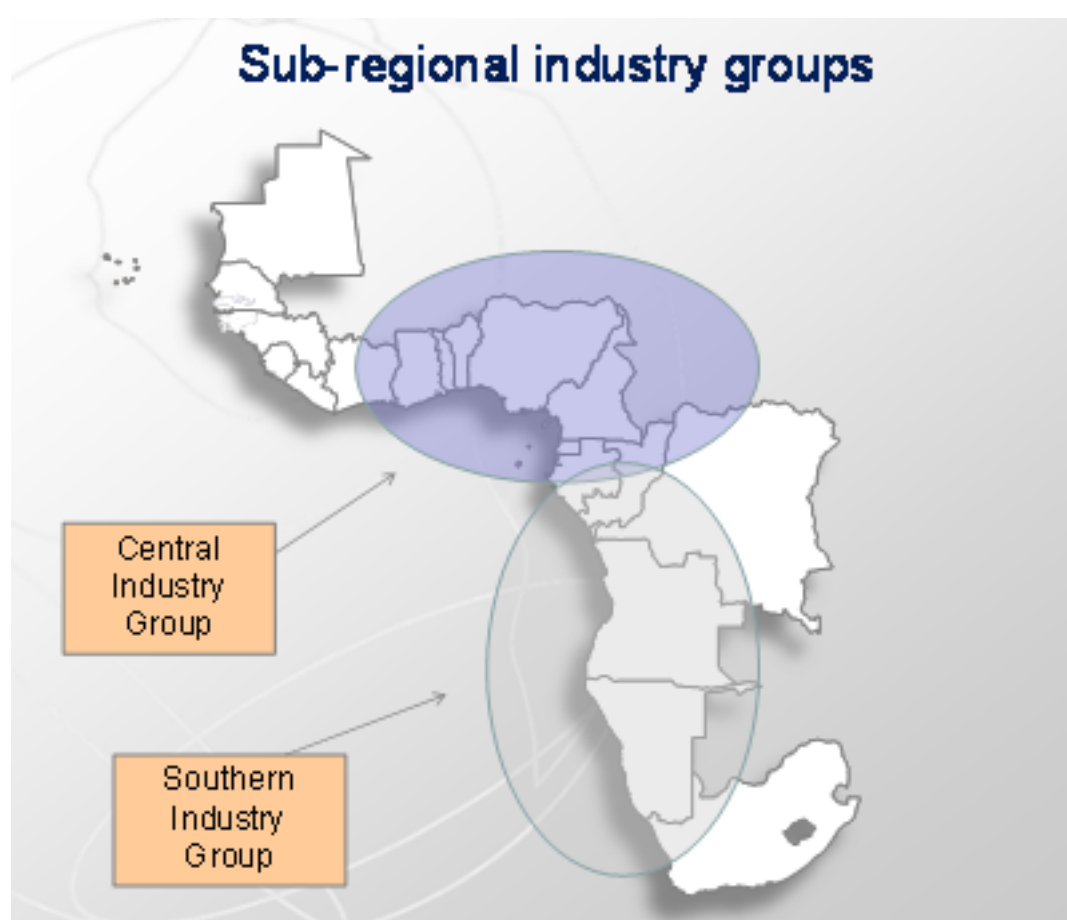 Sub-regional industry groups
Central
Industry
Group
Southern
Industry
Group